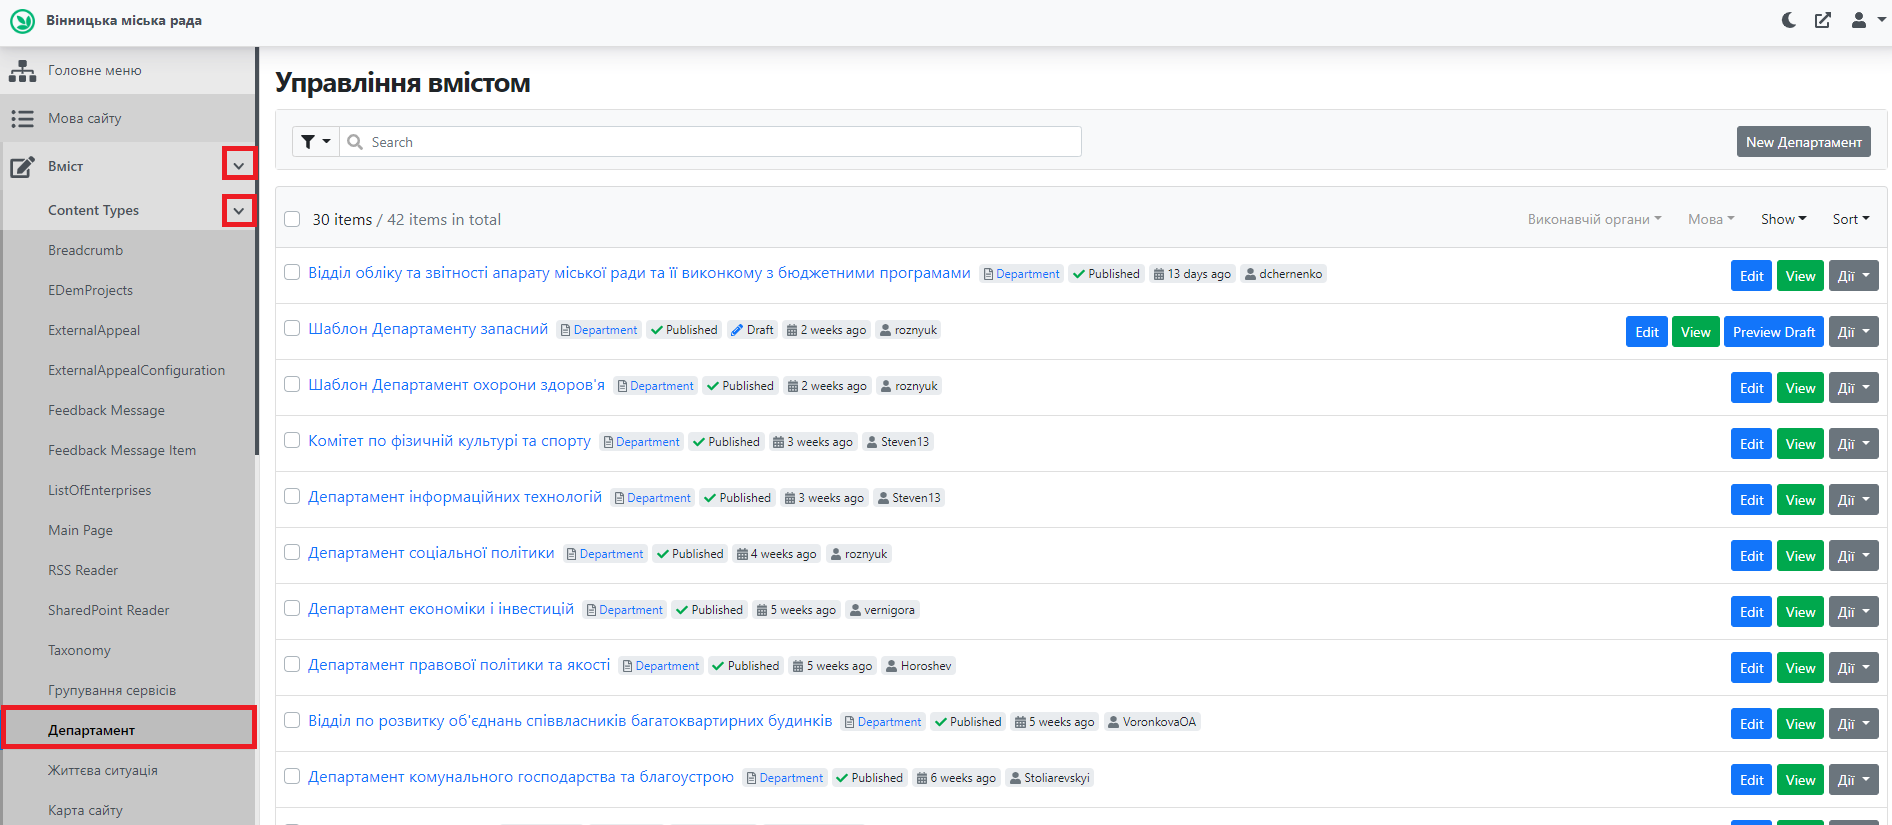 Вінницька міська рада
Головне меню
Мова сайту
Вміст
Content Types
Breadcrumb
EDemProjects
ExternalAppeal
ExternalAppealConfiguration
Feedback Message
Feedback Message Item
ListOfEnterprises
Main Page
RSS Reader
SharePoint Reader
Taxonomy
Групування сервісів
Департамент
Життєва ситуація
Карта сайту
Управління вмістом
Search
New Департамент
30 items / 42 items in total
Виконавчій органи Мова Show Sort
Відділ обліку та звітності апарату міської ради та її виконкому з бюджетними програмами Department Published 13 days ago dchernenko Edit View Дії
Шаблон Департаменту запасний Department Published Draft 2 weeks ago roznyuk Edit View Preview Draft Дії
Шаблон Департамент охорони здоров'я Department Published 2 weeks ago roznyuk Edit View Дії
Комітет по фізичній культурі та спорту Department Published 3 weeks ago Steven13 Edit View Дії
Департамент інформаційних технологій Department Published 3 weeks ago Steven13 Edit View Дії
Департамент соціальної політики Department Published 4 weeks ago roznyuk Edit View Дії
Департамент економіки і інвестицій Department Published 5 weeks ago vernigora Edit View Дії
Департамент правової політики та якості Department Published 5 weeks ago Horoshev Edit View Дії
Відділ по розвитку об'єднань співвласників багатоквартирних будинків Department Published 5 weeks ago VoronkovaOA Edit View Дії
Департамент комунального господарства та благоустрою Department Published 6 weeks ago Stoliarevskyi Edit View Дії